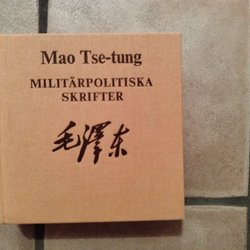 Mao Tse-tung
MILITÄRPOLITISKA
SKRIFTER
毛泽东